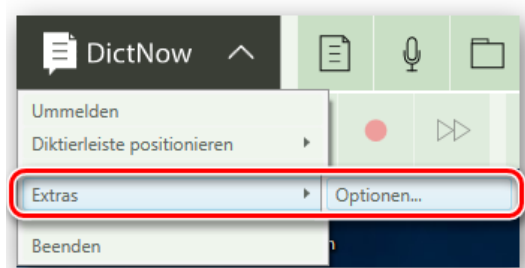 DictNow
Ummelden
Diktierleiste positionieren
Extras
Optionen...
Beenden